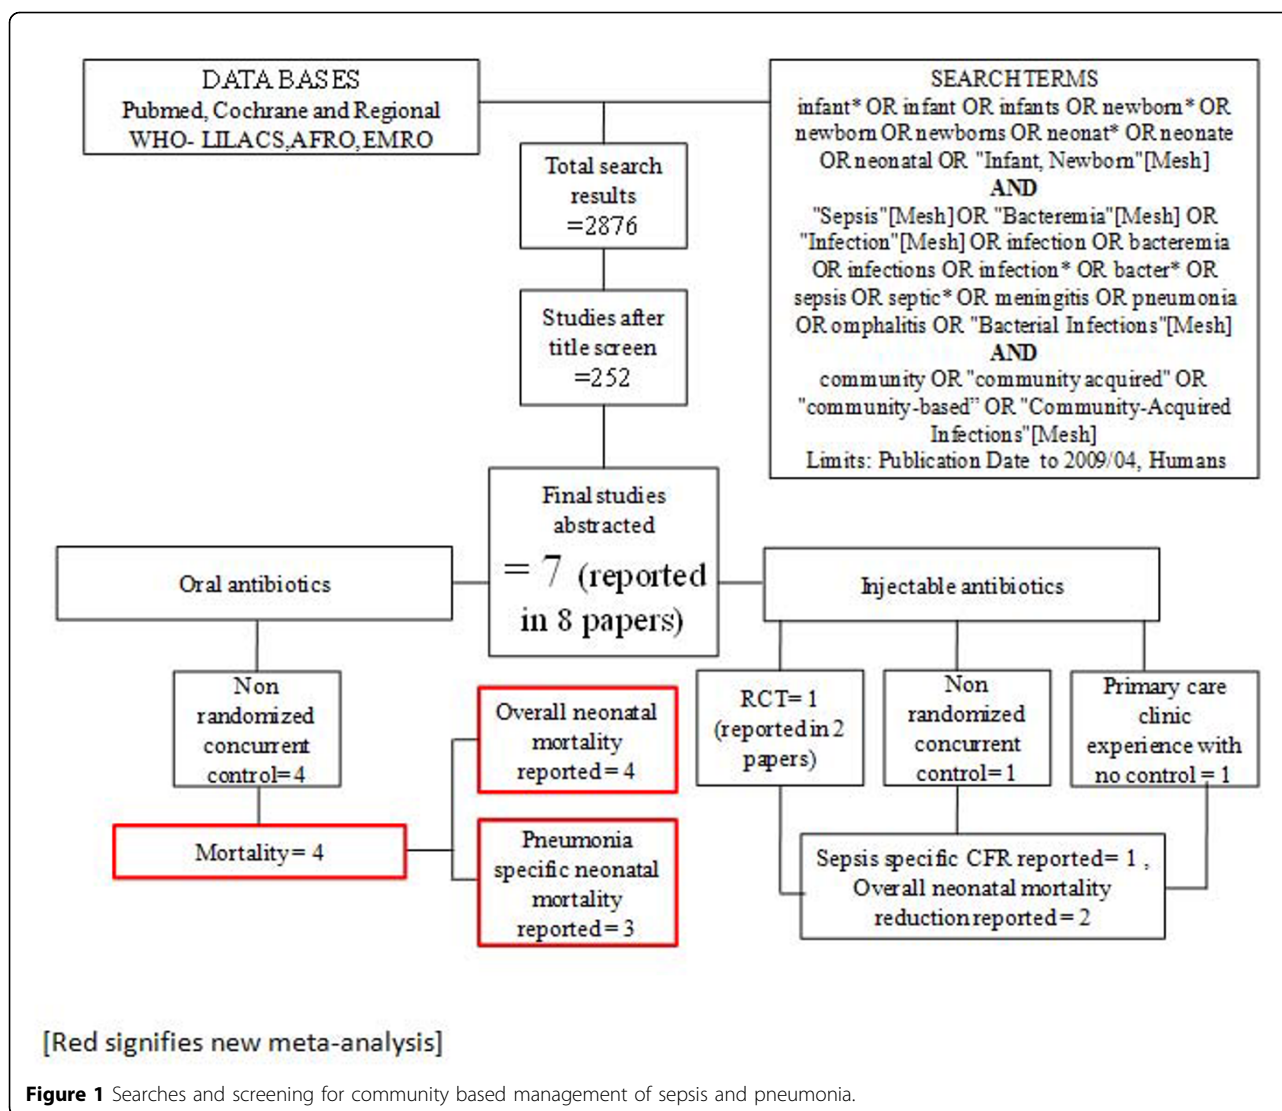 DATA BASES
Pubmed, Cochrane and Regional
WHO- LILACS,AFRO,EMRO
SEARCH TERMS
infant* OR infant OR infants OR newborn* OR
newborn OR newborns OR neonat* OR neonate
OR neonatal OR "Infant, Newborn"[Mesh]
AND
"Sepsis"[Mesh] OR "Bacteremia"[Mesh] OR
"Infection"[Mesh] OR infection OR bacteremia
OR infections OR infection* OR bacter* OR
sepsis OR septic* OR meningitis OR pneumonia
OR omphalitis OR "Bacterial Infections"[Mesh]
AND
community OR "community acquired" OR
"community-based” OR "Community-Acquired
Infections"[Mesh]
Limits: Publication Date to 2009/04, Humans
Total search
results
=2876
Studies after
title screen
=252
Final studies
abstracted
= 7 (reported
in 8 papers)
Oral antibiotics
Injectable antibiotics
Non
randomized
concurrent
control= 4
Mortality= 4
Overall neonatal
mortality
reported= 4
Pneumonia
specific neonatal
mortality
reported= 3
RCT= 1
(reported in 2
papers)
Non
randomized
concurrent
control= 1
Primary care
clinic
experience with
no control = 1
Sepsis specific CFR reported= 1 ,
Overall neonatal mortality
reduction reported= 2
[Red signifies new meta-analysis]
Figure 1 Searches and screening for community based management of sepsis and pneumonia.